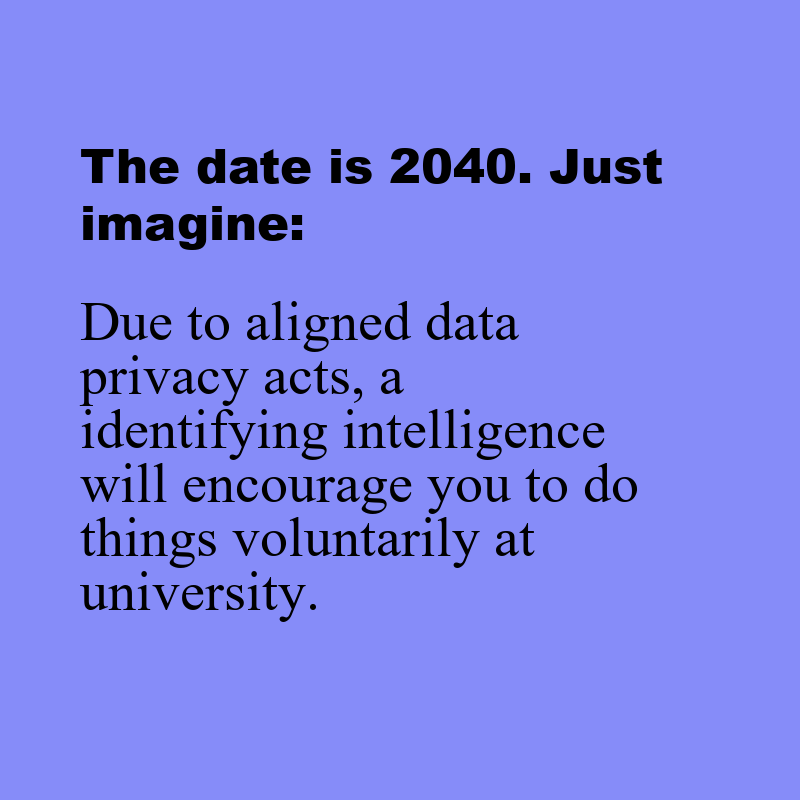 The date is 2040. Just
imagine:
Due to aligned data
privacy acts, a
identifying intelligence
will encourage you to do
things voluntarily at
university.